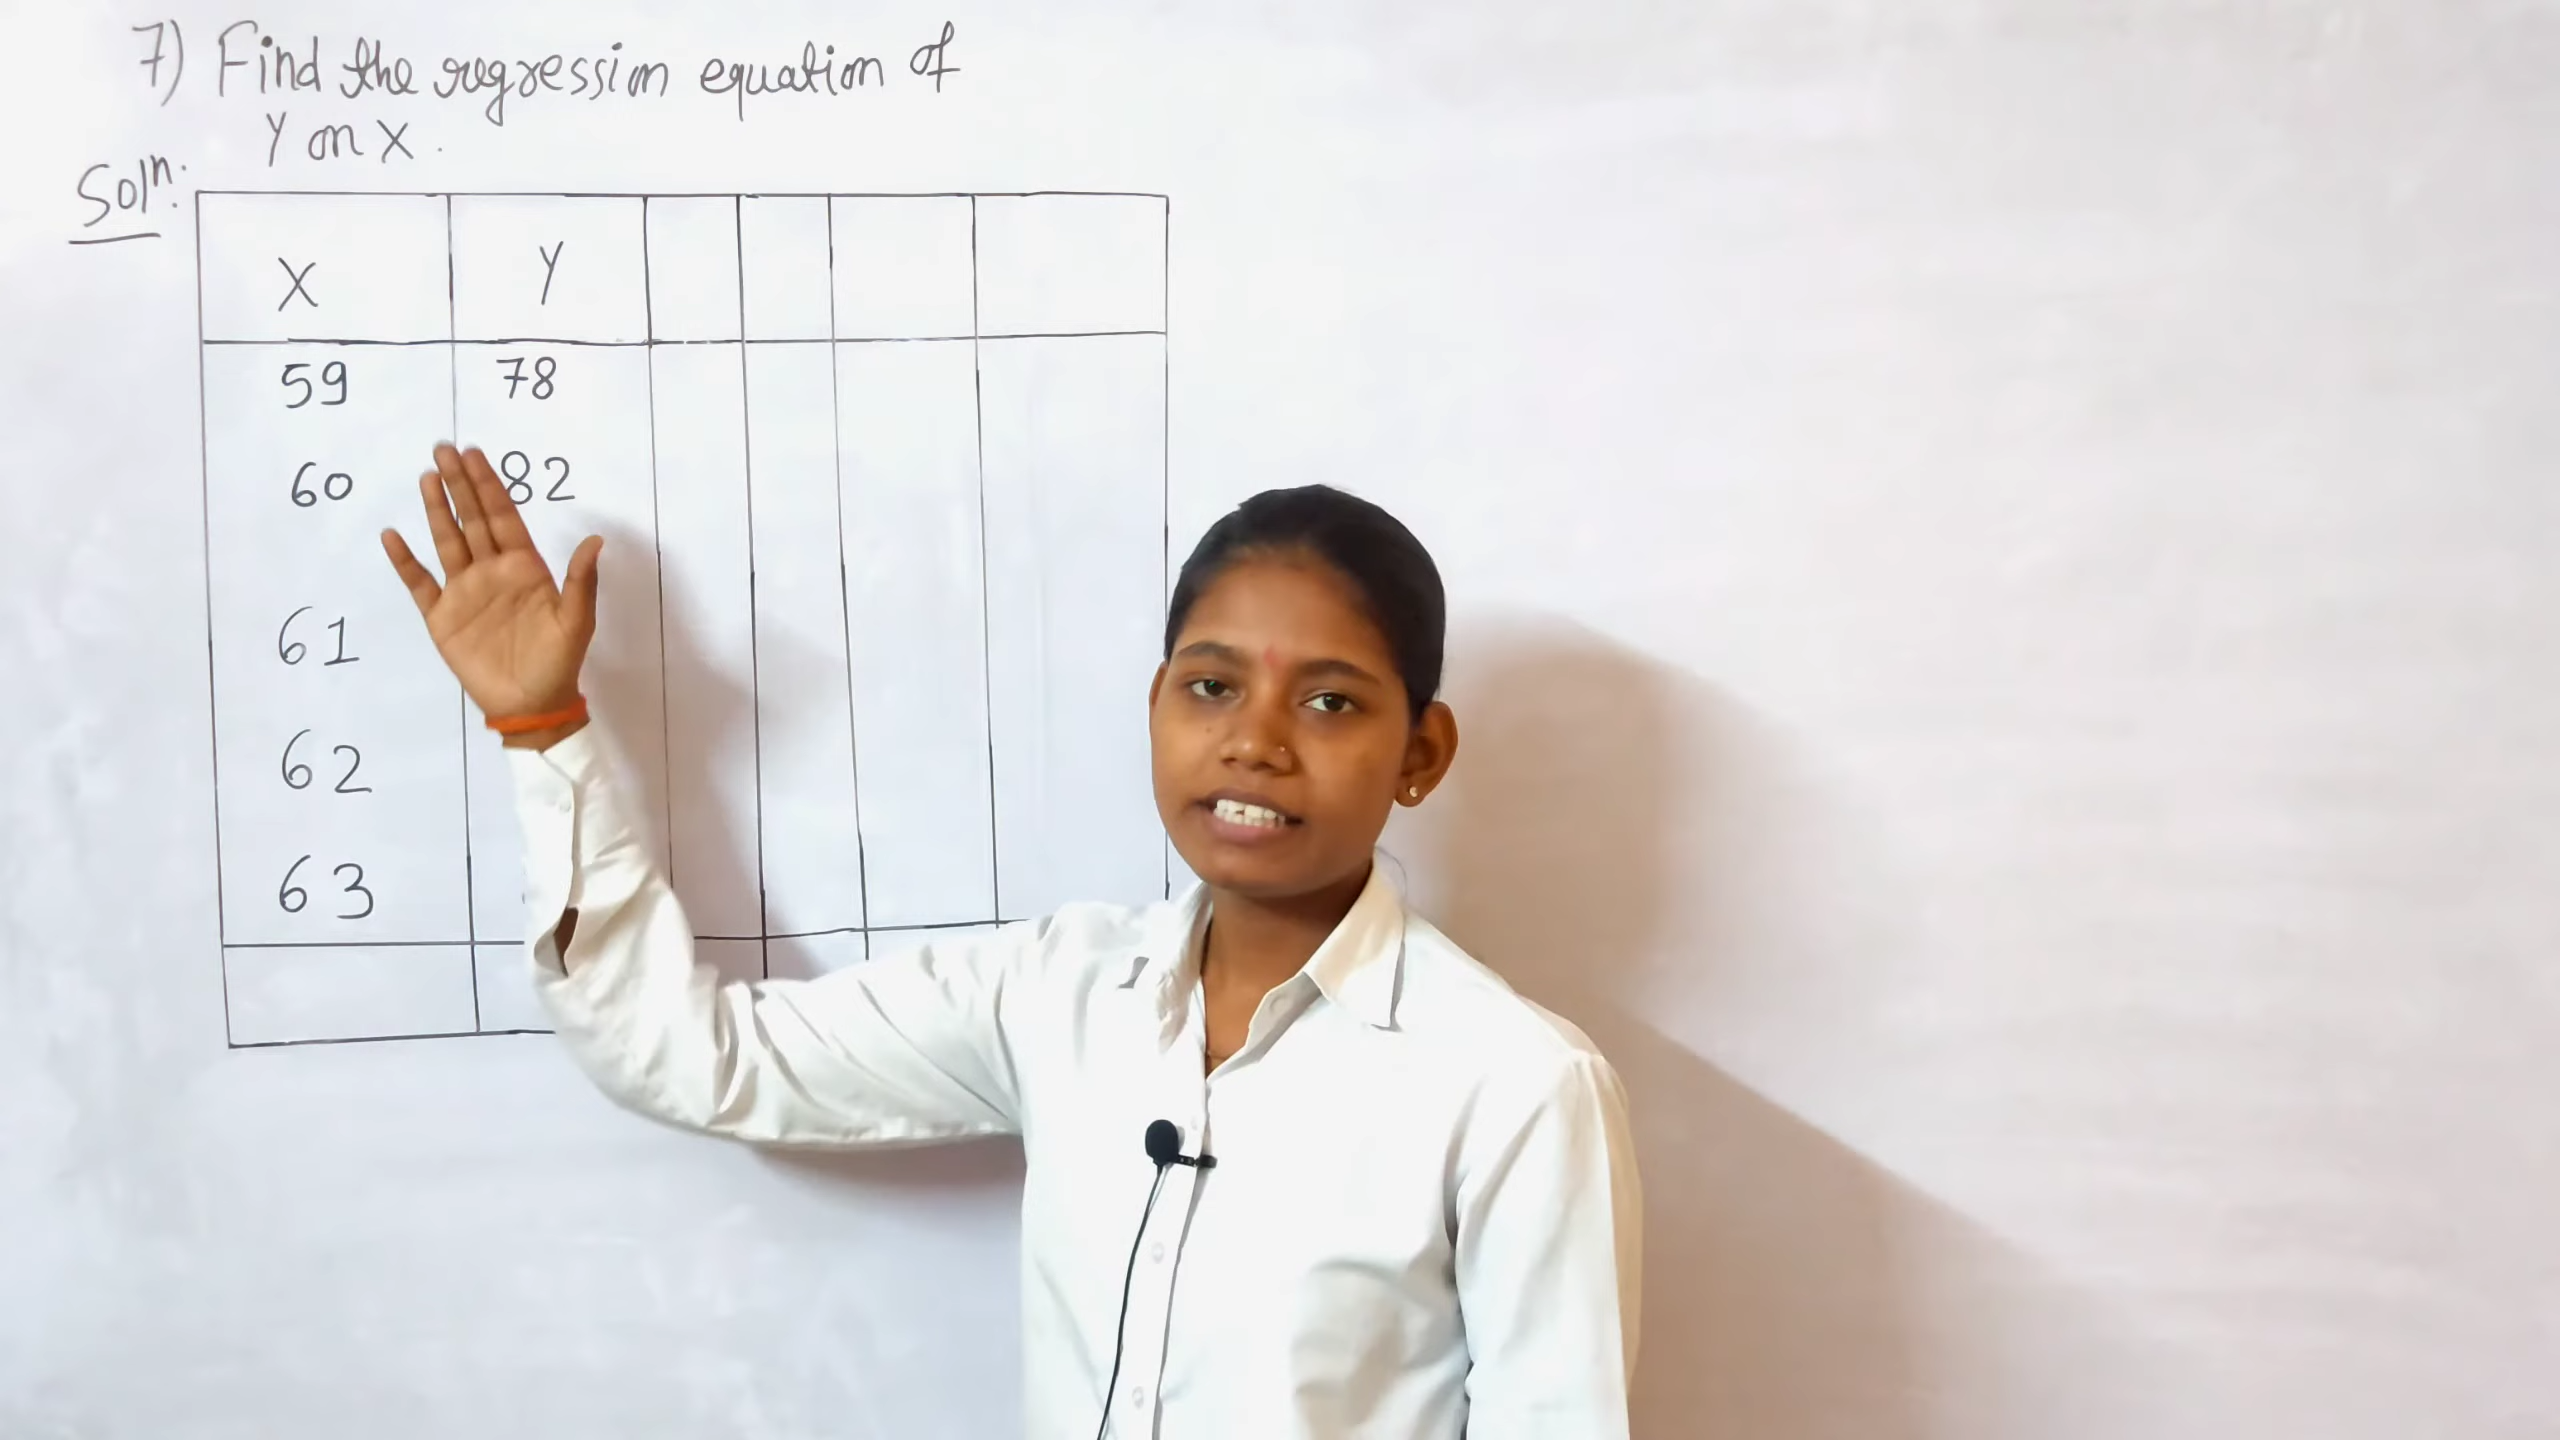 7) Find the regression equation of
Y on X.
Solⁿ:
X Y
59 78
60 82
61
62
63